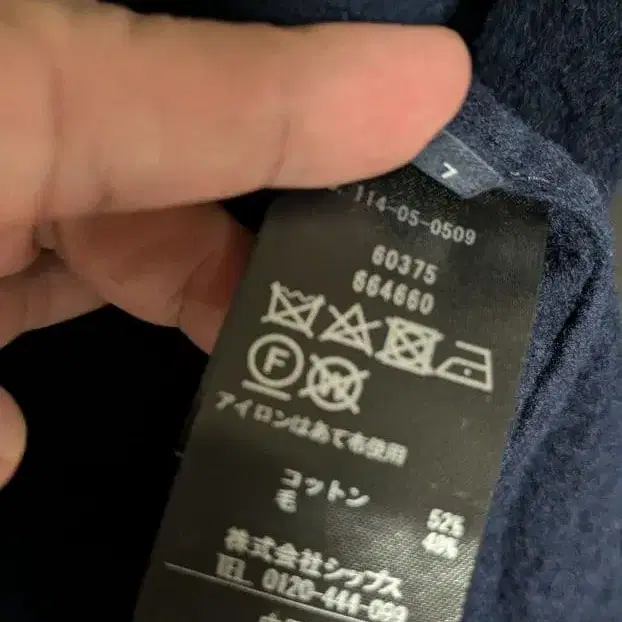 7
114-05-0509
60375
664660
F
W
アイロンはあて布使用
コットン 52%
毛 48%
株式会社シップス
TEL. 0120-444-099